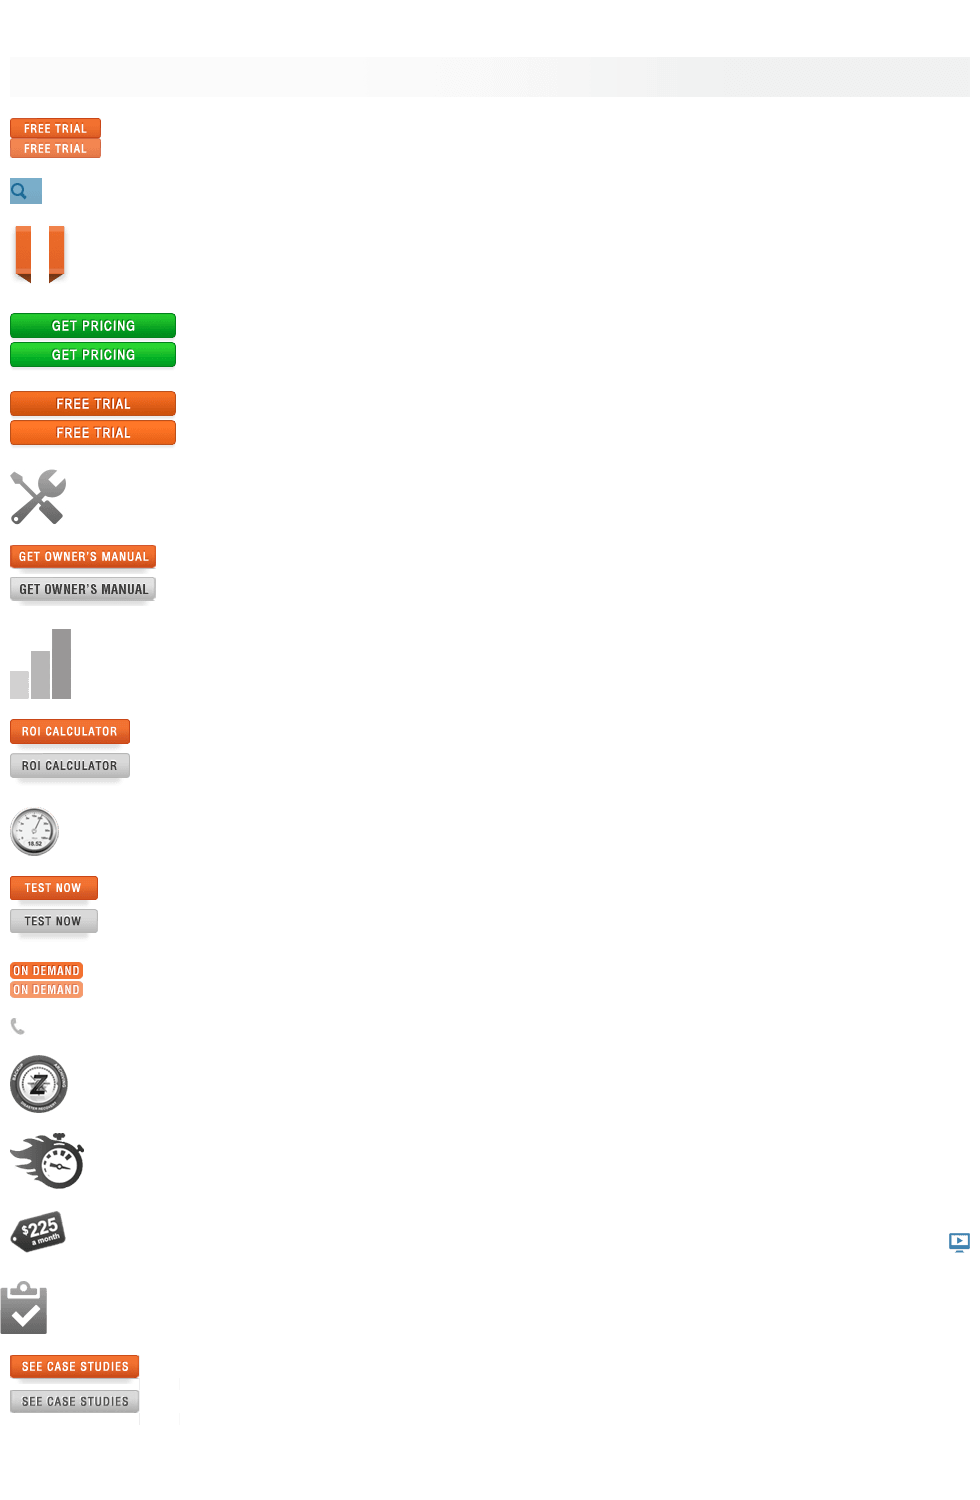 FREE TRIAL
FREE TRIAL
GET PRICING
GET PRICING
FREE TRIAL
FREE TRIAL
GET OWNER'S MANUAL
GET OWNER'S MANUAL
ROI CALCULATOR
ROI CALCULATOR
18.52
TEST NOW
TEST NOW
ON DEMAND
ON DEMAND
Z
DISASTER RECOVERY
$225
a month
SEE CASE STUDIES
SEE CASE STUDIES